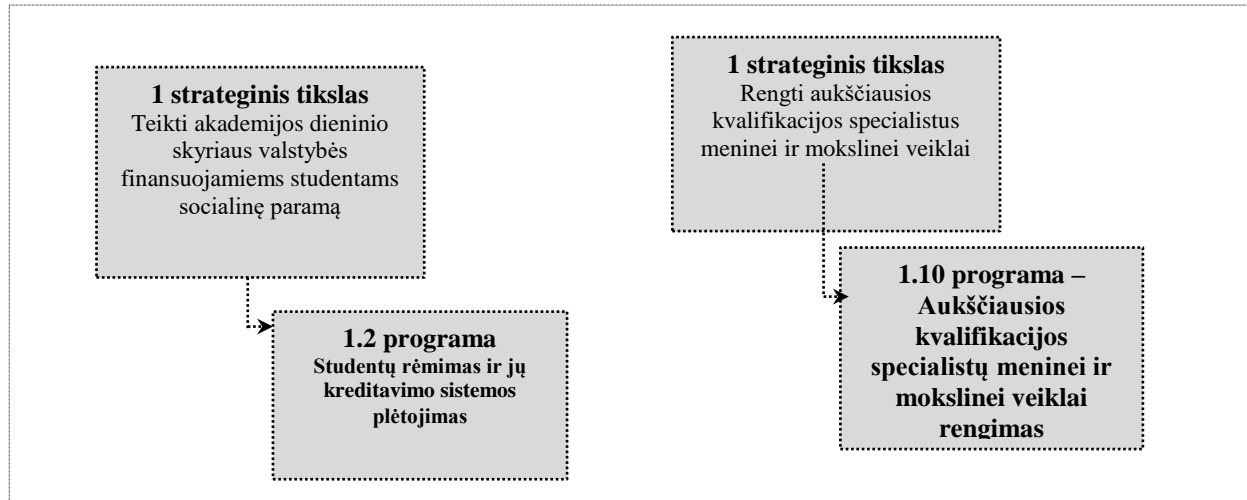 1 strateginis tikslas
Teikti akademijos dieninio
skyriaus valstybės
finansuojamiems studentams
socialinę paramą
1.2 programa
Studentų rėmimas ir jų
kreditavimo sistemos
plėtojimas
1 strateginis tikslas
Rengti aukščiausios
kvalifikacijos specialistus
meninei ir mokslinei veiklai
1.10 programa –
Aukščiausios
kvalifikacijos
specialistų meninei ir
mokslinei veiklai
rengimas